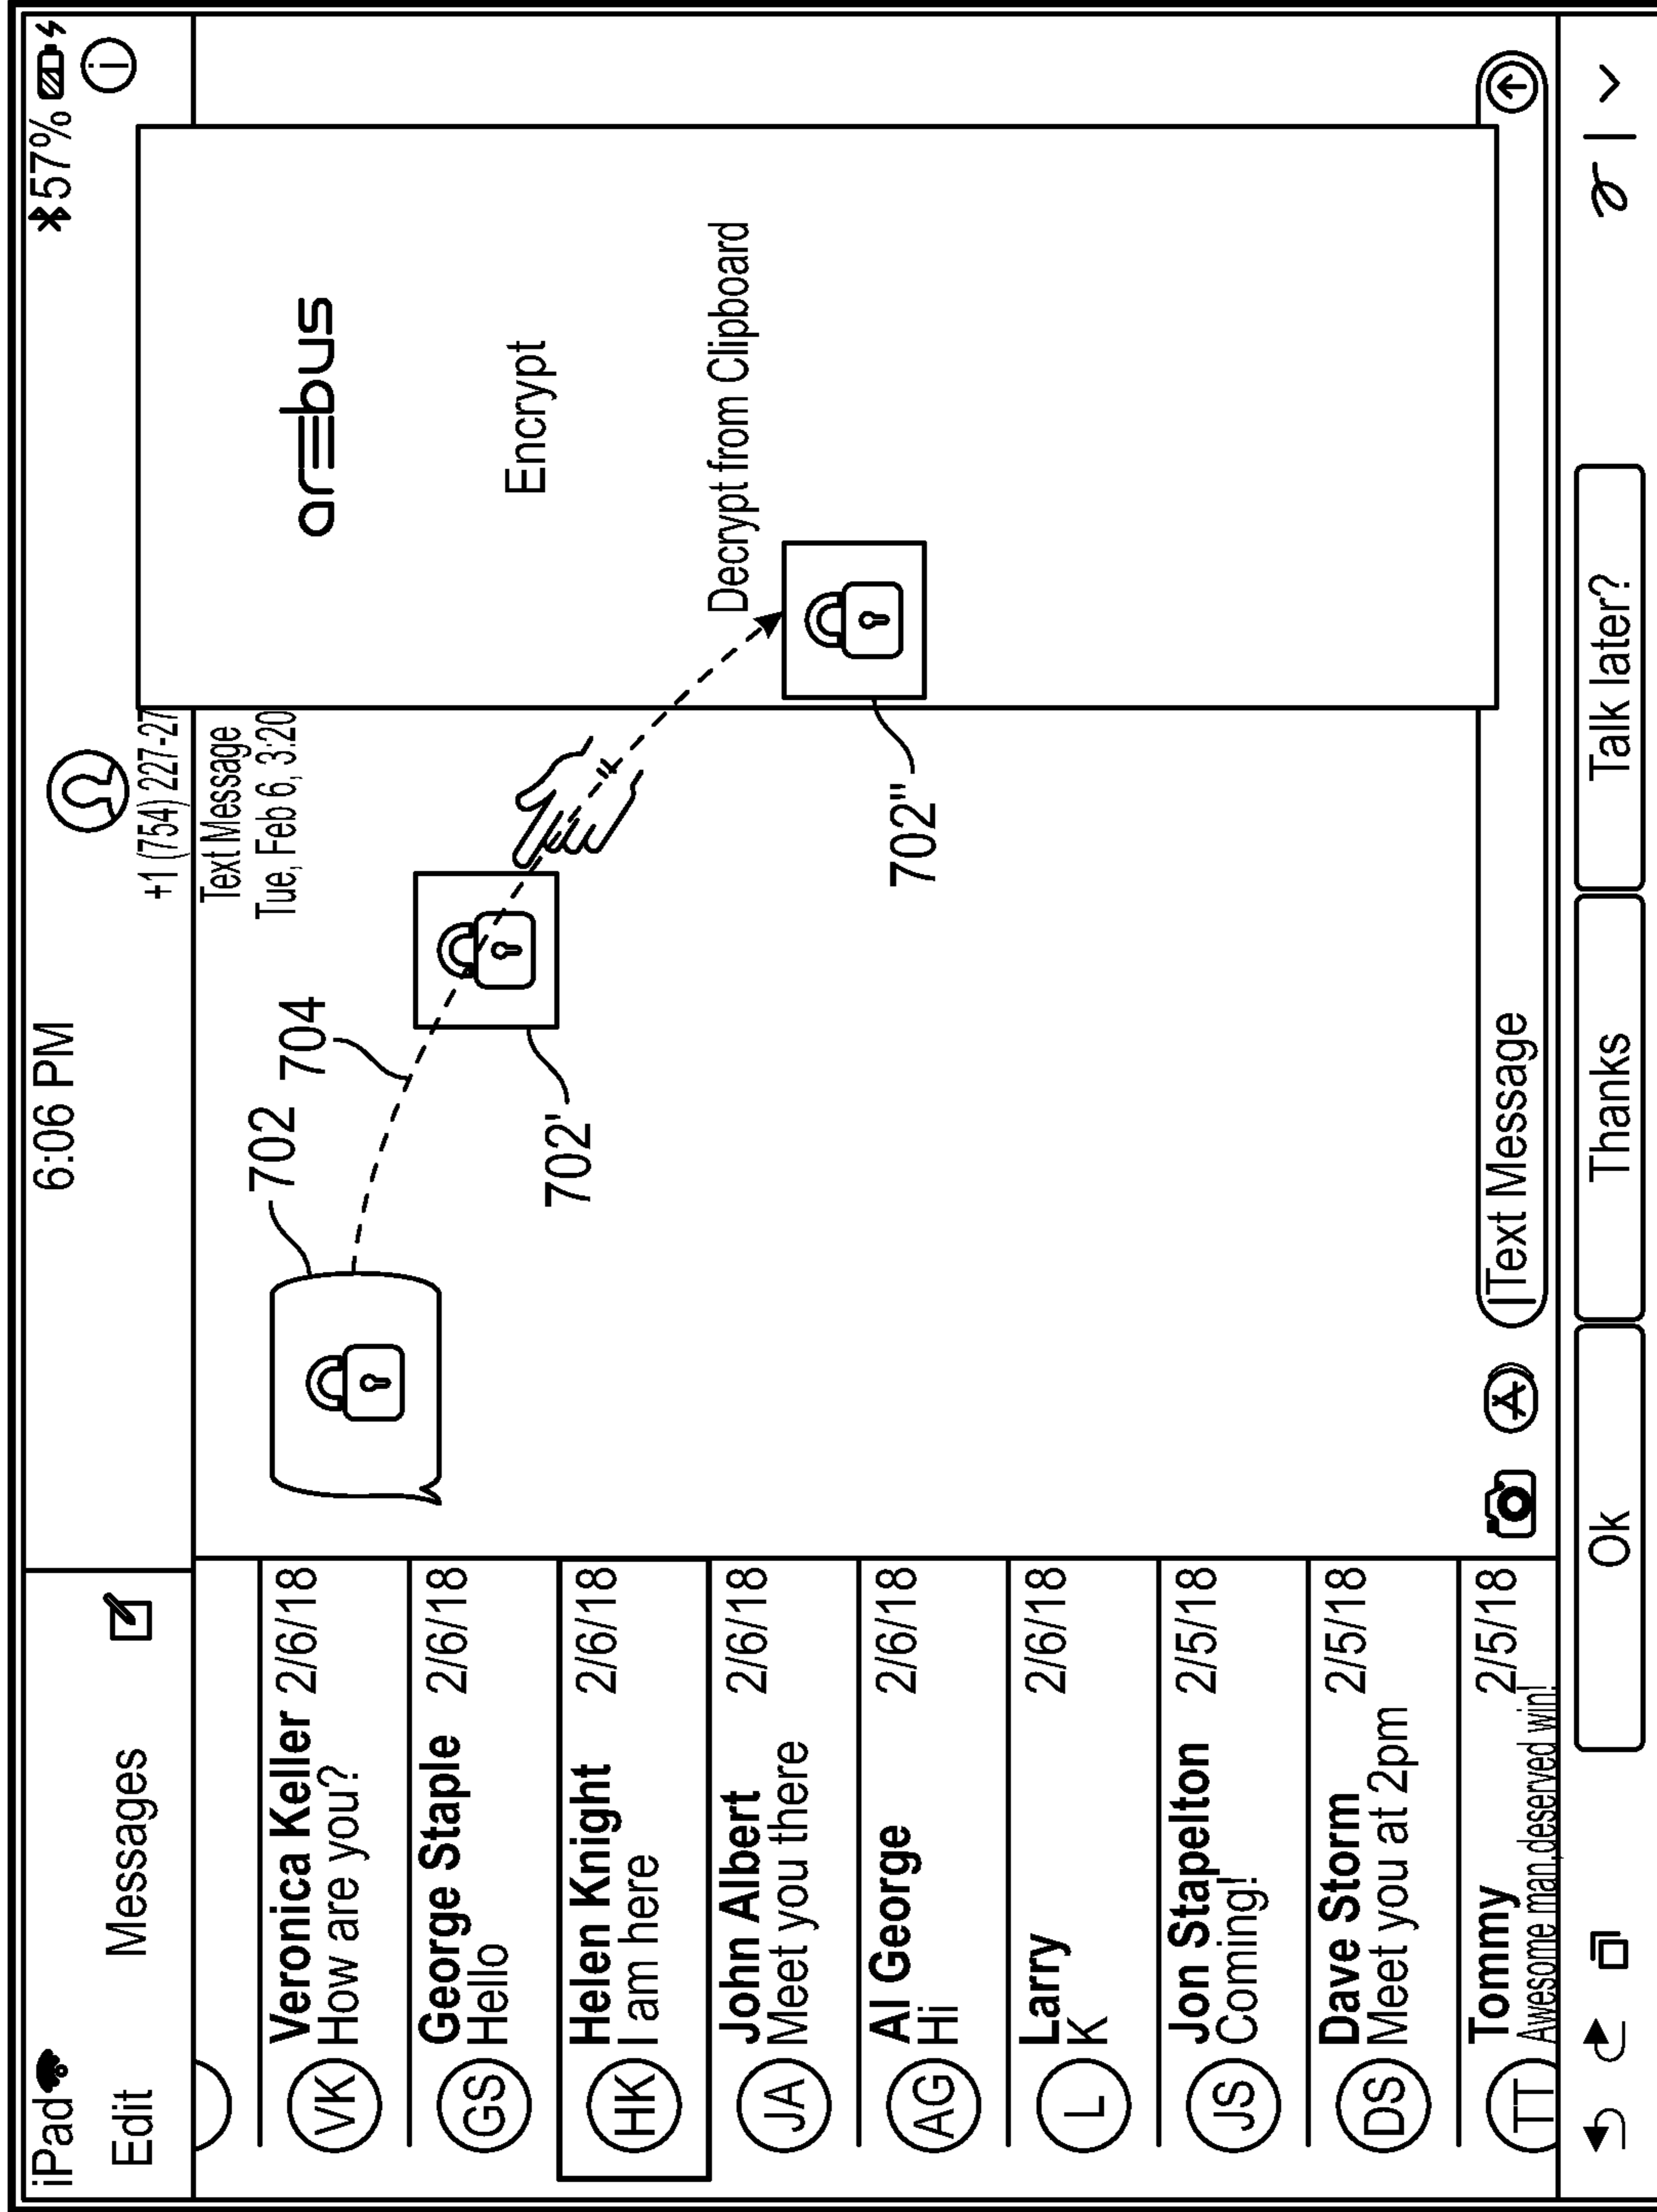 iPad
6:06 PM
57%
Edit
Messages
+1 (754) 227-27
i
Text Message
Tue, Feb 6, 3:20
VK
Veronica Keller 2/6/18
How are you?
GS
George Staple 2/6/18
Hello
HK
Helen Knight 2/6/18
I am here
JA
John Albert 2/6/18
Meet you there
AG
Al George 2/6/18
Hi
L
Larry 2/6/18
K
JS
Jon Stapelton 2/5/18
Coming!
DS
Dave Storm 2/5/18
Meet you at 2pm
TT
Tommy 2/5/18
Awesome man,deserved win!
702
704
702'
702"
arebus
Encrypt
Decrypt from Clipboard
A
Text Message
Ok
Thanks
Talk later?